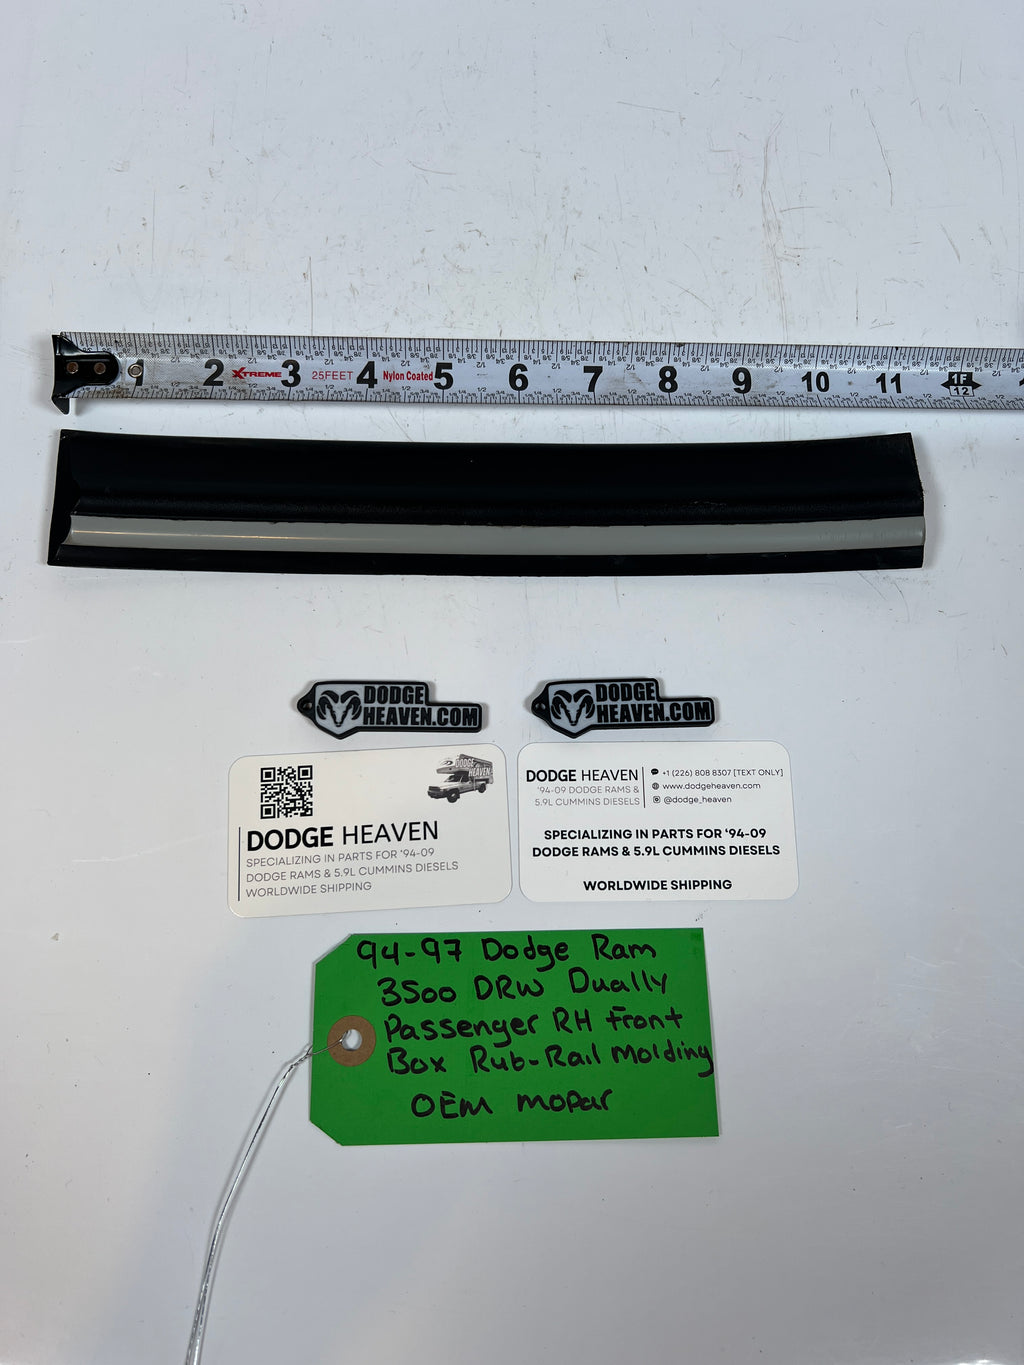 1 2 XTREME 3 25FEET 4 Nylon Coated 5 6 7 8 9 10 11 1F 12
DODGE
HEAVEN.COM
DODGE
HEAVEN.COM
DODGE
HEAVEN
DODGE HEAVEN
SPECIALIZING IN PARTS FOR '94-09
DODGE RAMS & 5.9L CUMMINS DIESELS
WORLDWIDE SHIPPING
DODGE HEAVEN
'94-09 DODGE RAMS &
5.9L CUMMINS DIESELS
+1 (226) 808 8307 [TEXT ONLY]
www.dodgeheaven.com
@dodge_heaven
SPECIALIZING IN PARTS FOR '94-09
DODGE RAMS & 5.9L CUMMINS DIESELS
WORLDWIDE SHIPPING
94-97 Dodge Ram
3500 DRW Dually
Passenger RH Front
Box Rub-Rail Molding
OEM mopar